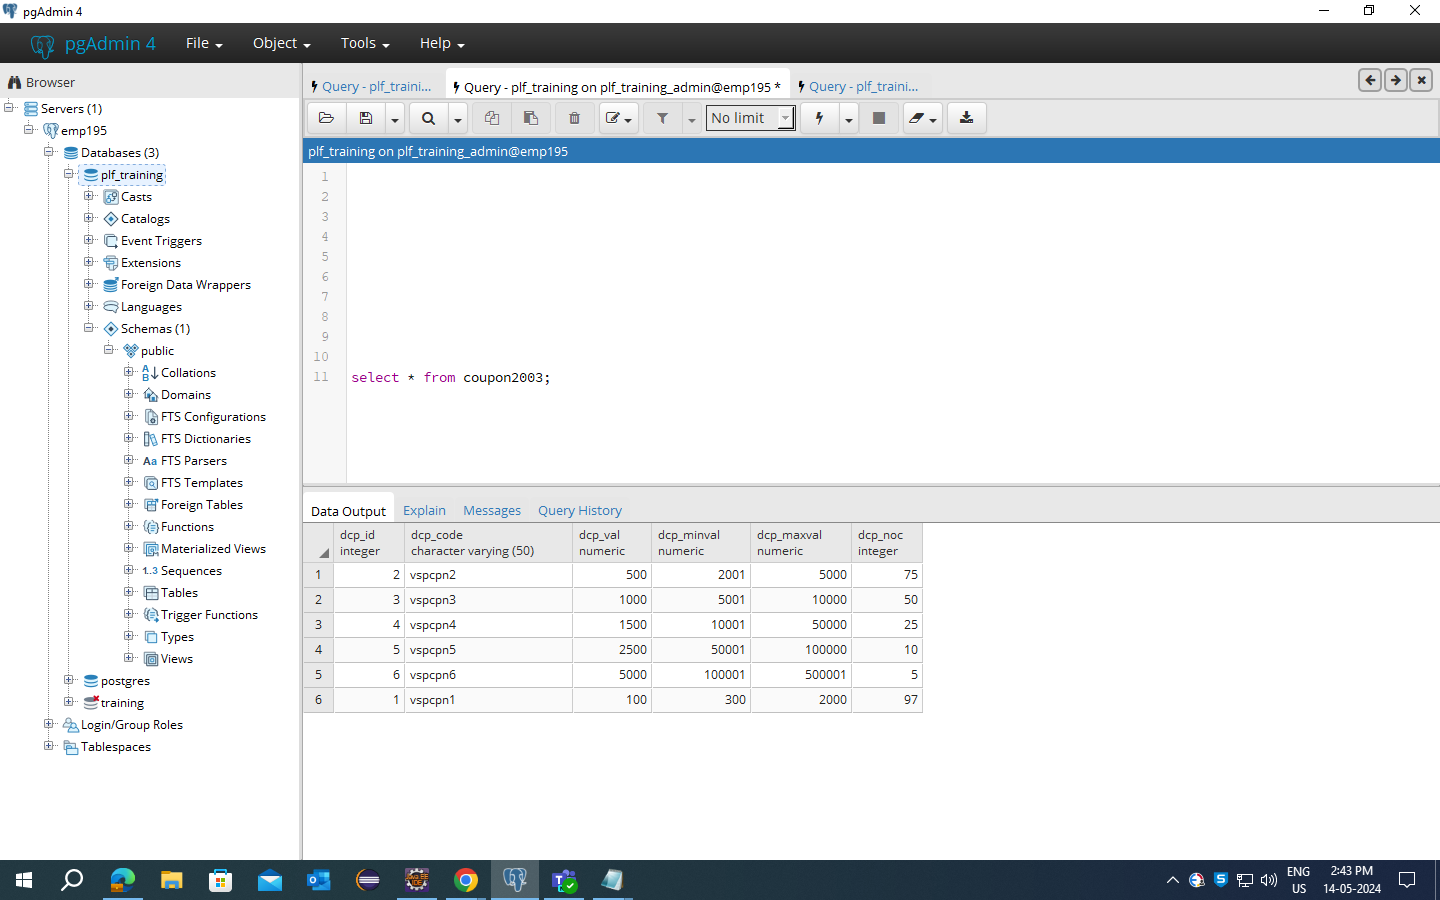 pgAdmin 4
pgAdmin 4 File Object Tools Help
Browser
Servers (1)
emp195
Databases (3)
plf_training
Casts
Catalogs
Event Triggers
Extensions
Foreign Data Wrappers
Languages
Schemas (1)
public
Collations
Domains
FTS Configurations
FTS Dictionaries
FTS Parsers
FTS Templates
Foreign Tables
Functions
Materialized Views
1..3 Sequences
Tables
Trigger Functions
Types
Views
postgres
training
Login/Group Roles
Tablespaces
Query - plf_traini... Query - plf_training on plf_training_admin@emp195 * Query - plf_traini...
No limit
plf_training on plf_training_admin@emp195
1
2
3
4
5
6
7
8
9
10
11 select * from coupon2003;
Data Output Explain Messages Query History
dcp_id dcp_code dcp_val dcp_minval dcp_maxval dcp_noc
integer character varying (50) numeric numeric numeric integer
1 2 vspcpn2 500 2001 5000 75
2 3 vspcpn3 1000 5001 10000 50
3 4 vspcpn4 1500 10001 50000 25
4 5 vspcpn5 2500 50001 100000 10
5 6 vspcpn6 5000 100001 500001 5
6 1 vspcpn1 100 300 2000 97
ENG 2:43 PM
US 14-05-2024